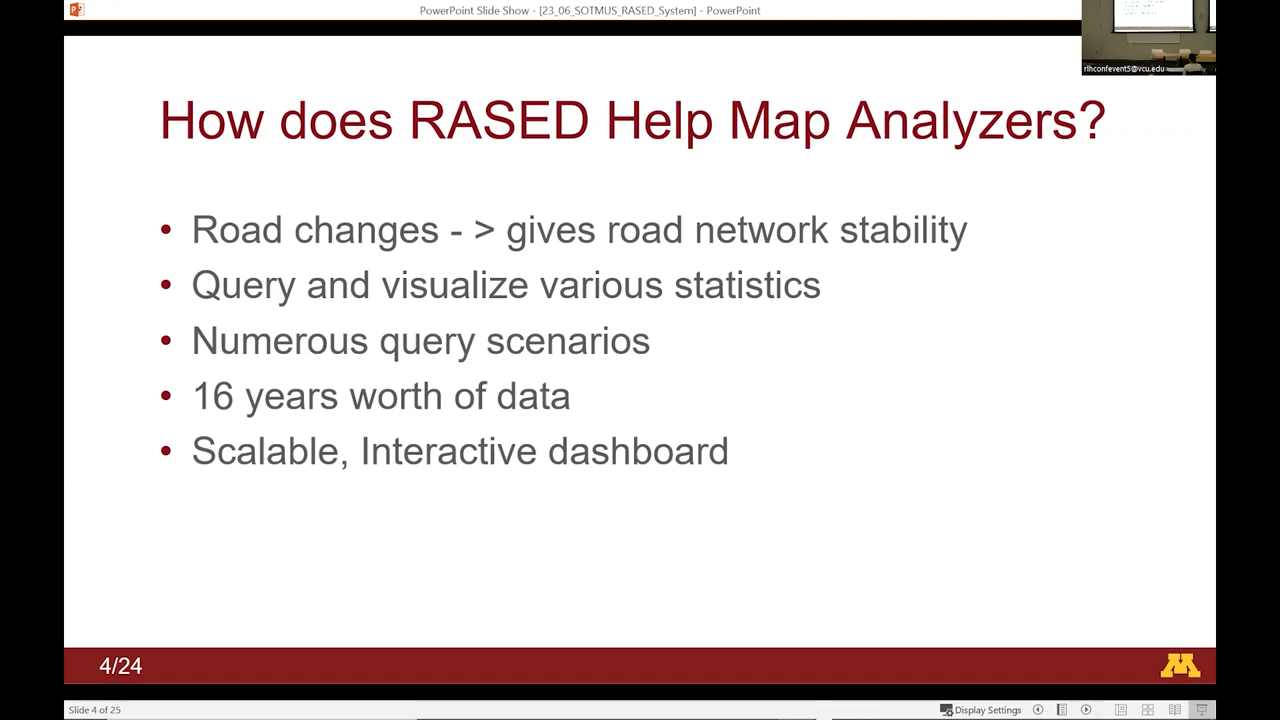 PowerPoint Slide Show - [23_06_SOTMUS_RASED_System] - PowerPoint
rlhconfevent5@vcu.edu
How does RASED Help Map Analyzers?
• Road changes - > gives road network stability
• Query and visualize various statistics
• Numerous query scenarios
• 16 years worth of data
• Scalable, Interactive dashboard
4/24
M
Slide 4 of 25
Display Settings